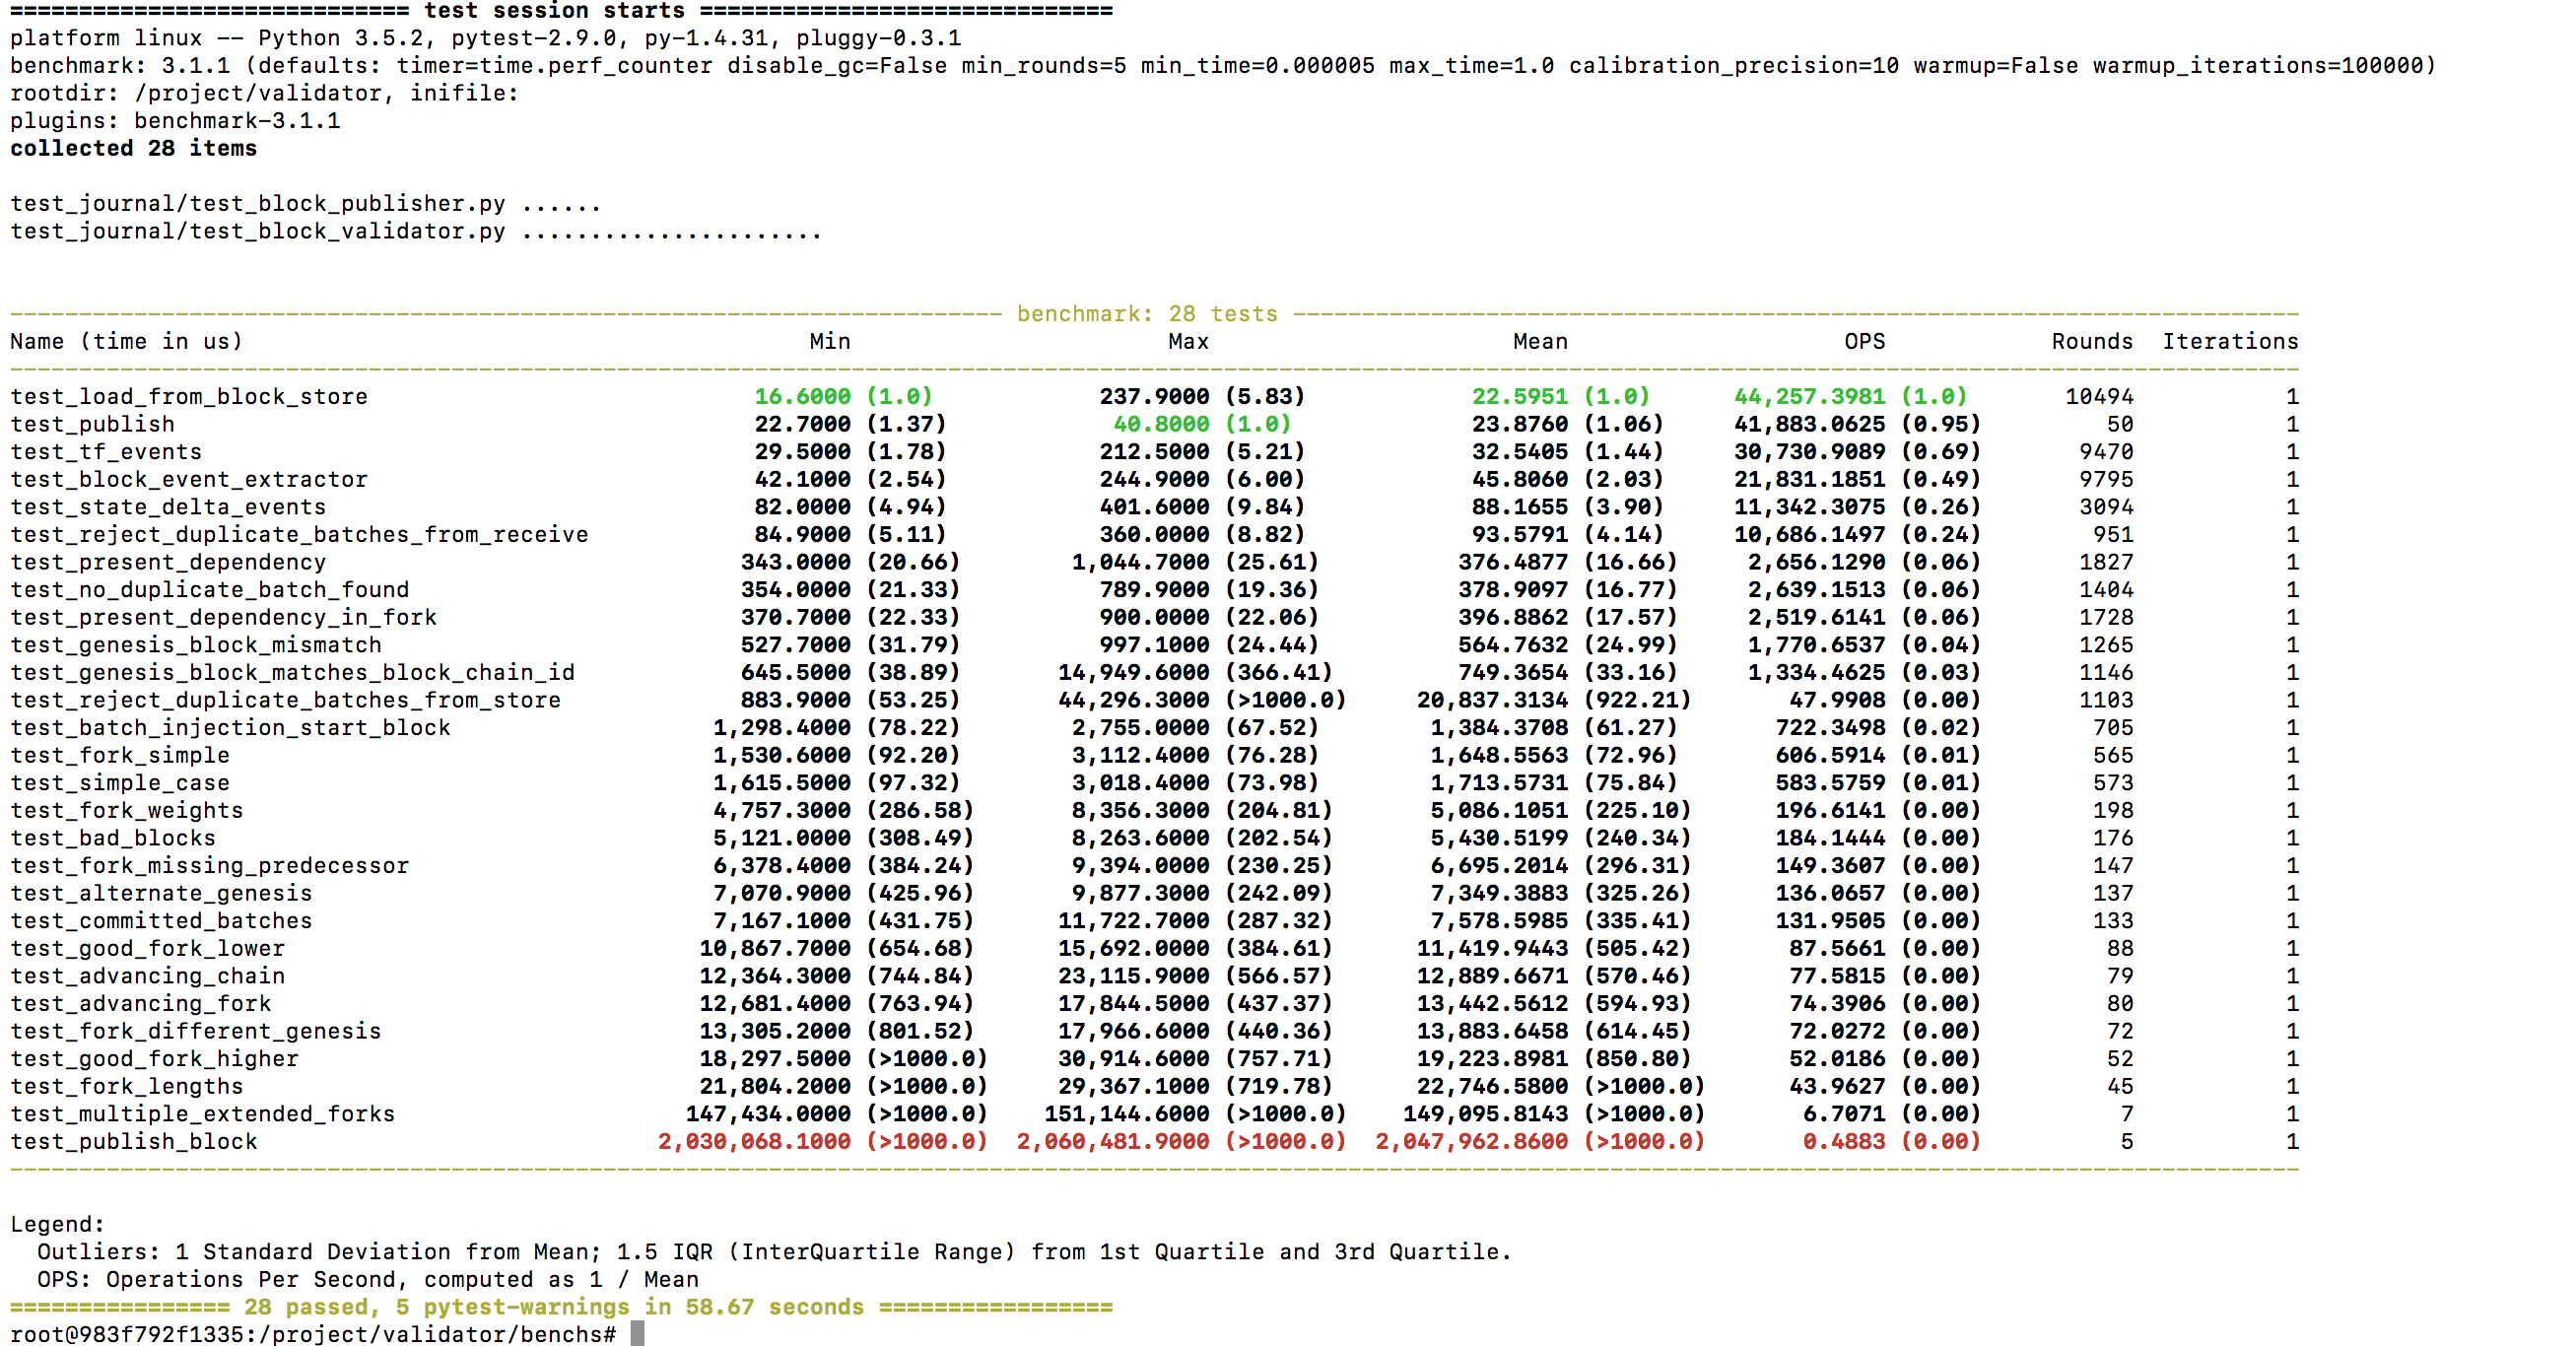 ============================= test session starts ==============================
platform linux -- Python 3.5.2, pytest-2.9.0, py-1.4.31, pluggy-0.3.1
benchmark: 3.1.1 (defaults: timer=time.perf_counter disable_gc=False min_rounds=5 min_time=0.000005 max_time=1.0 calibration_precision=10 warmup=False warmup_iterations=100000)
rootdir: /project/validator, inifile:
plugins: benchmark-3.1.1
collected 28 items
test_journal/test_block_publisher.py ......
test_journal/test_block_validator.py ......................
------------------------------------------------------------------------ benchmark: 28 tests -------------------------------------------------------------------------
Name (time in us) Min Max Mean OPS Rounds Iterations
test_load_from_block_store 16.6000 (1.0) 237.9000 (5.83) 22.5951 (1.0) 44,257.3981 (1.0) 10494 1
test_publish 22.7000 (1.37) 40.8000 (1.0) 23.8760 (1.06) 41,883.0625 (0.95) 50 1
test_tf_events 29.5000 (1.78) 212.5000 (5.21) 32.5405 (1.44) 30,730.9089 (0.69) 9470 1
test_block_event_extractor 42.1000 (2.54) 244.9000 (6.00) 45.8060 (2.03) 21,831.1851 (0.49) 9795 1
test_state_delta_events 82.0000 (4.94) 401.6000 (9.84) 88.1655 (3.90) 11,342.3075 (0.26) 3094 1
test_reject_duplicate_batches_from_receive 84.9000 (5.11) 360.0000 (8.82) 93.5791 (4.14) 10,686.1497 (0.24) 951 1
test_present_dependency 343.0000 (20.66) 1,044.7000 (25.61) 376.4877 (16.66) 2,656.1290 (0.06) 1827 1
test_no_duplicate_batch_found 354.0000 (21.33) 789.9000 (19.36) 378.9097 (16.77) 2,639.1513 (0.06) 1404 1
test_present_dependency_in_fork 370.7000 (22.33) 900.0000 (22.06) 396.8862 (17.57) 2,519.6141 (0.06) 1728 1
test_genesis_block_mismatch 527.7000 (31.79) 997.1000 (24.44) 564.7632 (24.99) 1,770.6537 (0.04) 1265 1
test_genesis_block_matches_block_chain_id 645.5000 (38.89) 14,949.6000 (366.41) 749.3654 (33.16) 1,334.4625 (0.03) 1146 1
test_reject_duplicate_batches_from_store 883.9000 (53.25) 44,296.3000 (>1000.0) 20,837.3134 (922.21) 47.9908 (0.00) 1103 1
test_batch_injection_start_block 1,298.4000 (78.22) 2,755.0000 (67.52) 1,384.3708 (61.27) 722.3498 (0.02) 705 1
test_fork_simple 1,530.6000 (92.20) 3,112.4000 (76.28) 1,648.5563 (72.96) 606.5914 (0.01) 565 1
test_simple_case 1,615.5000 (97.32) 3,018.4000 (73.98) 1,713.5731 (75.84) 583.5759 (0.01) 573 1
test_fork_weights 4,757.3000 (286.58) 8,356.3000 (204.81) 5,086.1051 (225.10) 196.6141 (0.00) 198 1
test_bad_blocks 5,121.0000 (308.49) 8,263.6000 (202.54) 5,430.5199 (240.34) 184.1444 (0.00) 176 1
test_fork_missing_predecessor 6,378.4000 (384.24) 9,394.0000 (230.25) 6,695.2014 (296.31) 149.3607 (0.00) 147 1
test_alternate_genesis 7,070.9000 (425.96) 9,877.3000 (242.09) 7,349.3883 (325.26) 136.0657 (0.00) 137 1
test_committed_batches 7,167.1000 (431.75) 11,722.7000 (287.32) 7,578.5985 (335.41) 131.9505 (0.00) 133 1
test_good_fork_lower 10,867.7000 (654.68) 15,692.0000 (384.61) 11,419.9443 (505.42) 87.5661 (0.00) 88 1
test_advancing_chain 12,364.3000 (744.84) 23,115.9000 (566.57) 12,889.6671 (570.46) 77.5815 (0.00) 79 1
test_advancing_fork 12,681.4000 (763.94) 17,844.5000 (437.37) 13,442.5612 (594.93) 74.3906 (0.00) 80 1
test_fork_different_genesis 13,305.2000 (801.52) 17,966.6000 (440.36) 13,883.6458 (614.45) 72.0272 (0.00) 72 1
test_good_fork_higher 18,297.5000 (>1000.0) 30,914.6000 (757.71) 19,223.8981 (850.80) 52.0186 (0.00) 52 1
test_fork_lengths 21,804.2000 (>1000.0) 29,367.1000 (719.78) 22,746.5800 (>1000.0) 43.9627 (0.00) 45 1
test_multiple_extended_forks 147,434.0000 (>1000.0) 151,144.6000 (>1000.0) 149,095.8143 (>1000.0) 6.7071 (0.00) 7 1
test_publish_block 2,030,068.1000 (>1000.0) 2,060,481.9000 (>1000.0) 2,047,962.8600 (>1000.0) 0.4883 (0.00) 5 1
Legend:
Outliers: 1 Standard Deviation from Mean; 1.5 IQR (InterQuartile Range) from 1st Quartile and 3rd Quartile.
OPS: Operations Per Second, computed as 1 / Mean
================ 28 passed, 5 pytest-warnings in 58.67 seconds =================
root@983f792f1335:/project/validator/benchs#